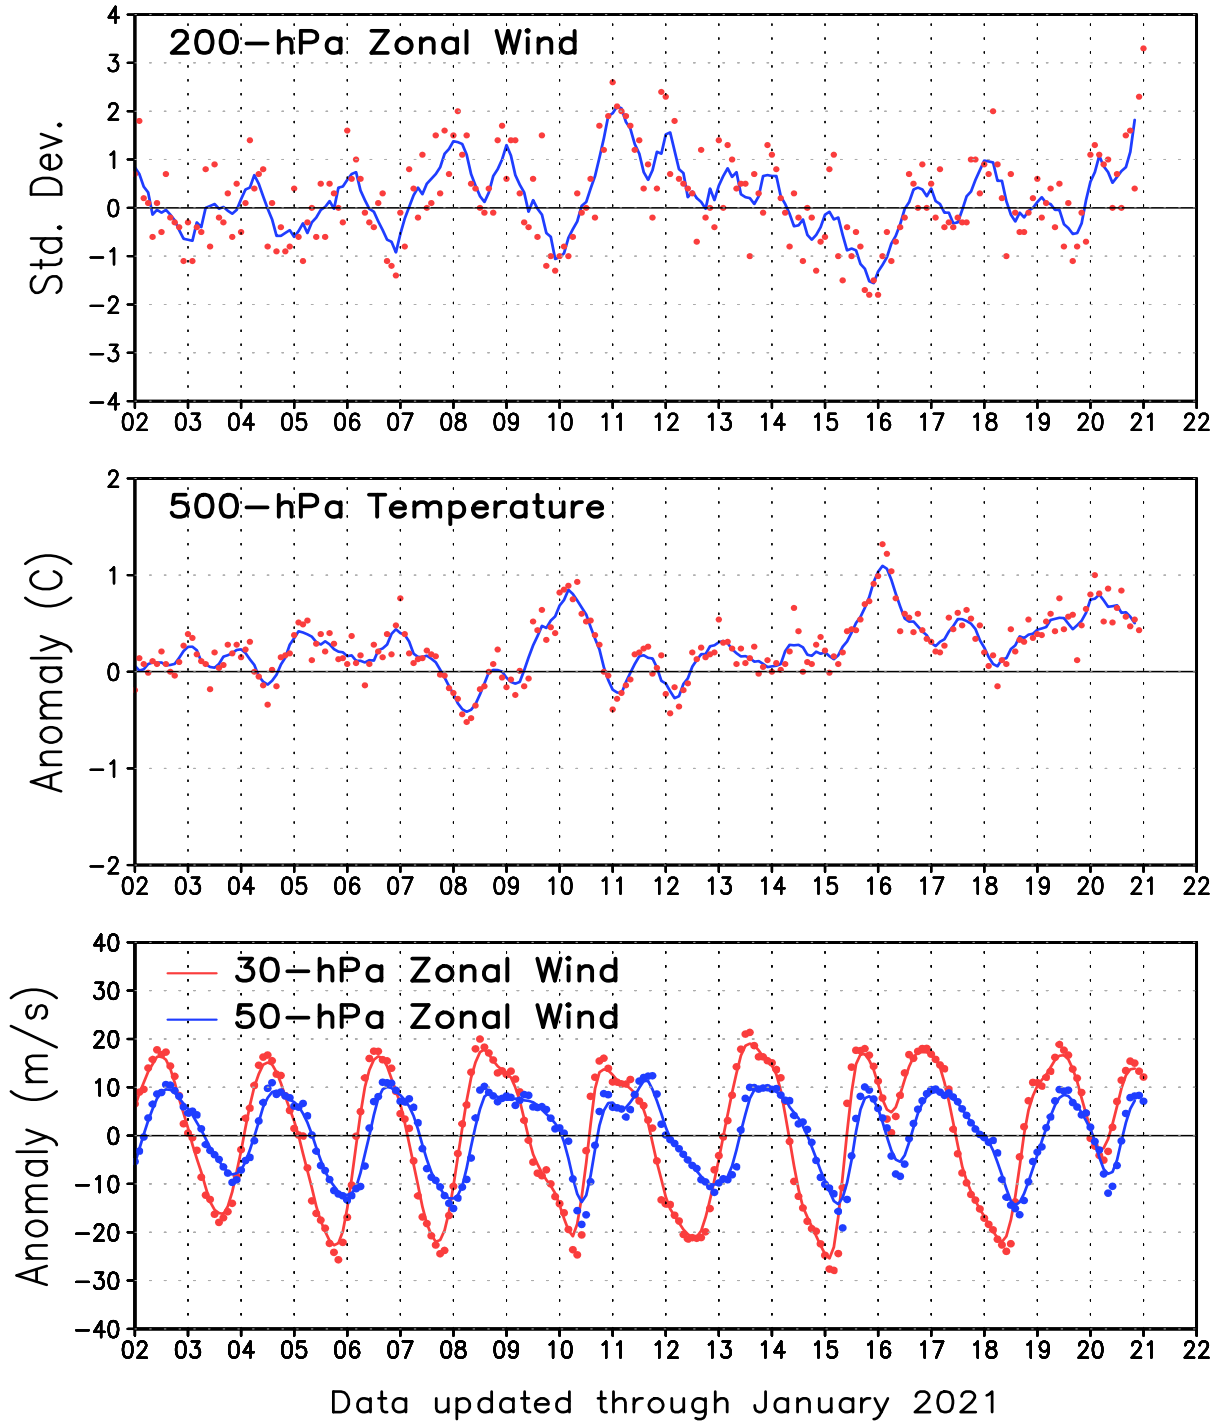 200-hPa Zonal Wind
Std. Dev.
4
3
2
1
0
-1
-2
-3
-4
02 03 04 05 06 07 08 09 10 11 12 13 14 15 16 17 18 19 20 21 22
500-hPa Temperature
Anomaly (C)
2
1
0
-1
-2
02 03 04 05 06 07 08 09 10 11 12 13 14 15 16 17 18 19 20 21 22
30-hPa Zonal Wind
50-hPa Zonal Wind
Anomaly (m/s)
40
30
20
10
0
-10
-20
-30
-40
02 03 04 05 06 07 08 09 10 11 12 13 14 15 16 17 18 19 20 21 22
Data updated through January 2021